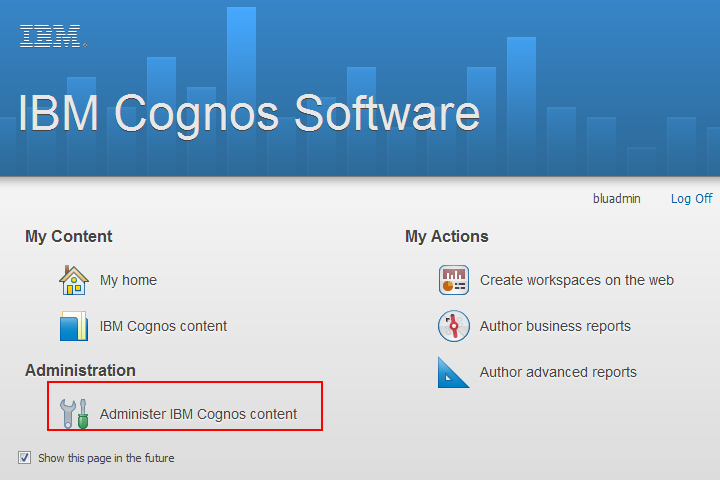 IBM.
IBM Cognos Software
bluadmin Log Off
My Content
My home
IBM Cognos content
Administration
Administer IBM Cognos content
My Actions
Create workspaces on the web
Author business reports
Author advanced reports
Show this page in the future